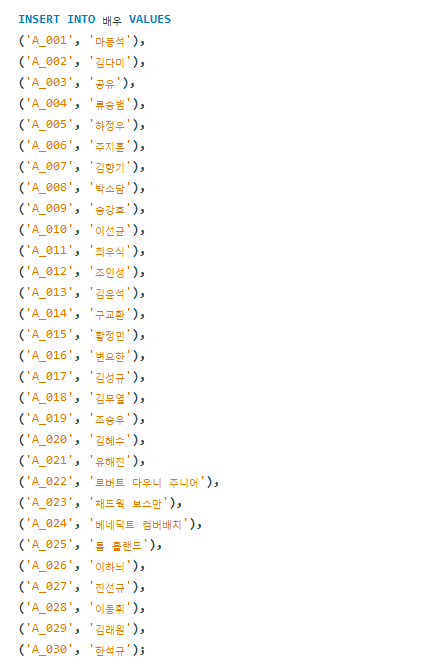 INSERT INTO 배우 VALUES
('A_001', '마동석'),
('A_002', '김다미'),
('A_003', '공유'),
('A_004', '류승범'),
('A_005', '하정우'),
('A_006', '주지훈'),
('A_007', '김향기'),
('A_008', '박소담'),
('A_009', '송강호'),
('A_010', '이선균'),
('A_011', '최우식'),
('A_012', '조인성'),
('A_013', '김윤석'),
('A_014', '구교환'),
('A_015', '황정민'),
('A_016', '변요한'),
('A_017', '김성규'),
('A_018', '김무열'),
('A_019', '조승우'),
('A_020', '김혜수'),
('A_021', '유해진'),
('A_022', '로버트 다우니 주니어'),
('A_023', '채드윅 보스만'),
('A_024', '베네딕트 컴버배치'),
('A_025', '톰 홀랜드'),
('A_026', '이하늬'),
('A_027', '진선규'),
('A_028', '이동휘'),
('A_029', '김래원'),
('A_030', '한석규');